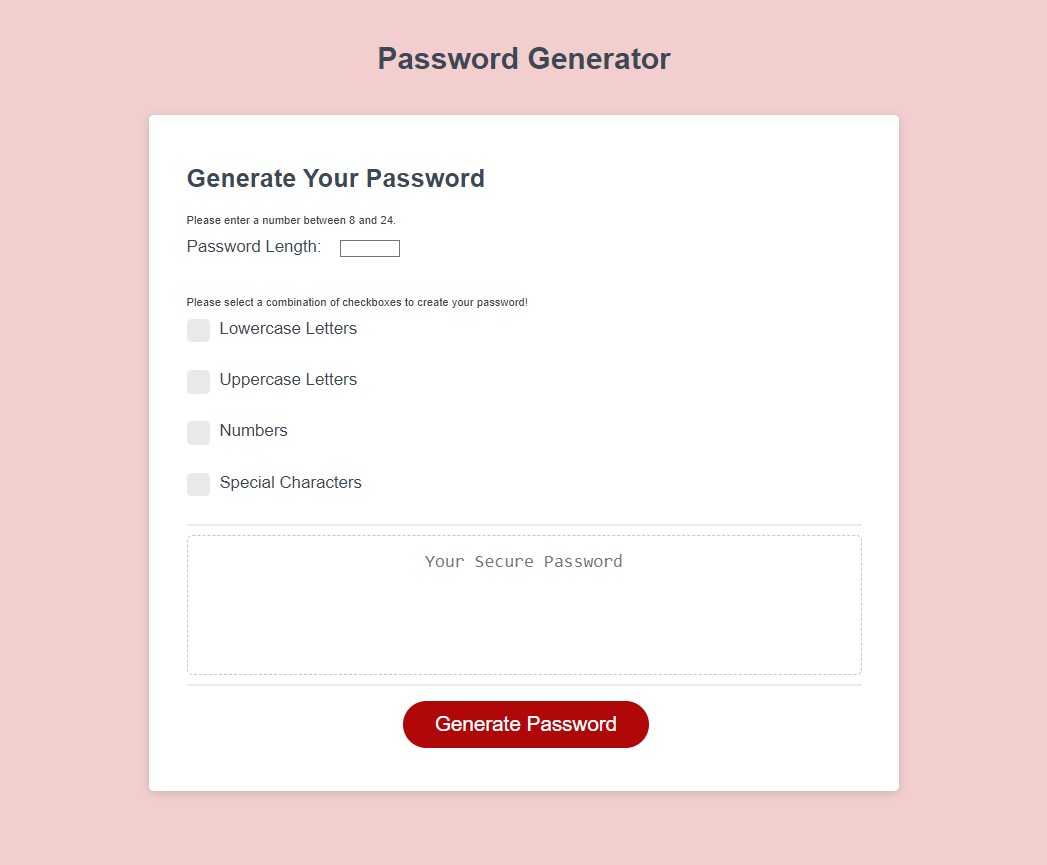 Password Generator
Generate Your Password
Please enter a number between 8 and 24.
Password Length:
Please select a combination of checkboxes to create your password!
Lowercase Letters
Uppercase Letters
Numbers
Special Characters
Your Secure Password
Generate Password